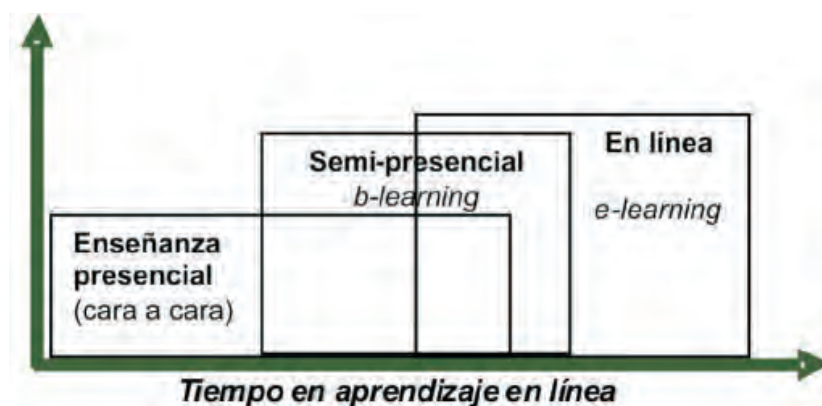 Semi-presencial
b-learning
En línea
e-learning
Enseñanza
presencial
(cara a cara)
Tiempo en aprendizaje en línea